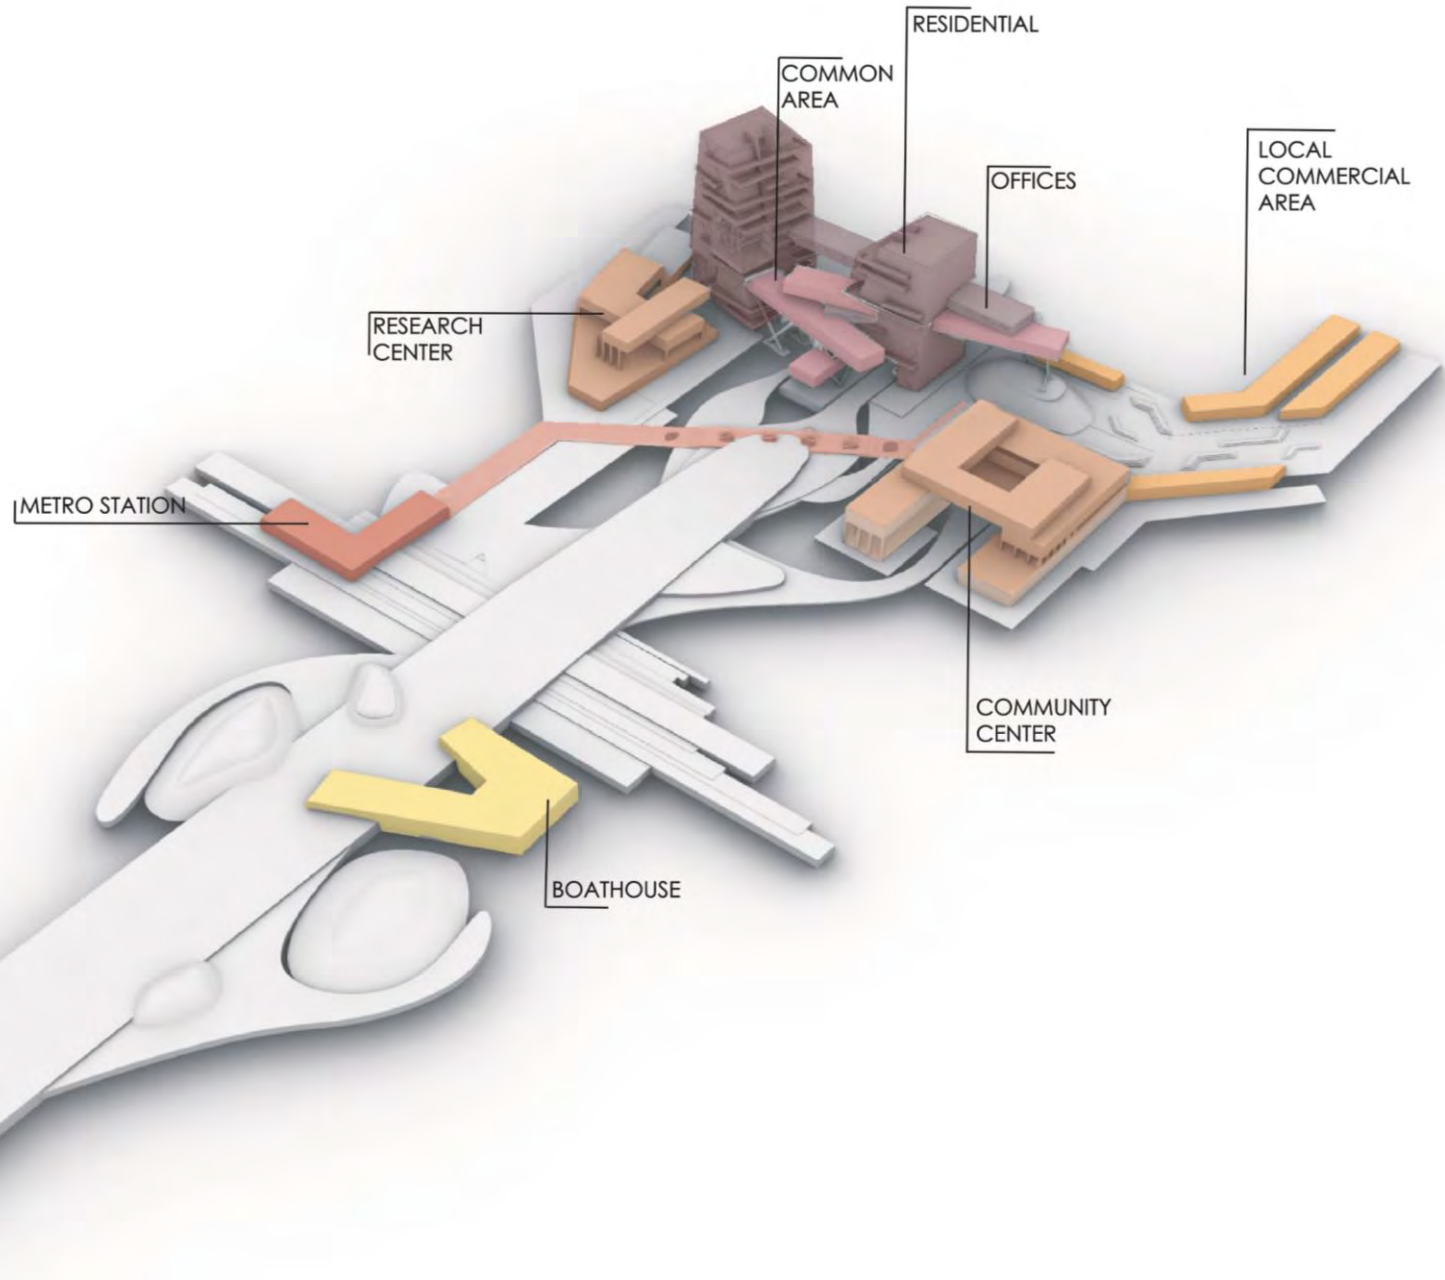 RESIDENTIAL
COMMON
AREA
OFFICES
LOCAL
COMMERCIAL
AREA
RESEARCH
CENTER
METRO STATION
COMMUNITY
CENTER
BOATHOUSE